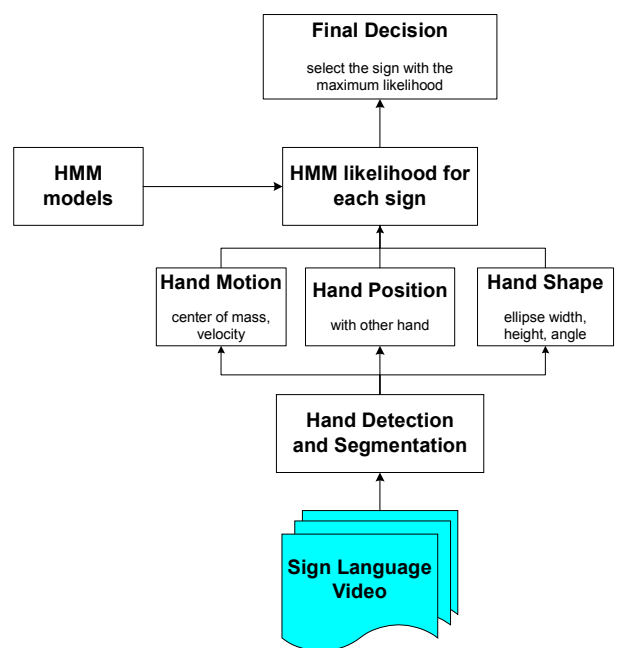 Final Decision
select the sign with the
maximum likelihood
HMM
models
HMM likelihood for
each sign
Hand Motion
center of mass,
velocity
Hand Position
with other hand
Hand Shape
ellipse width,
height, angle
Hand Detection
and Segmentation
Sign Language
Video